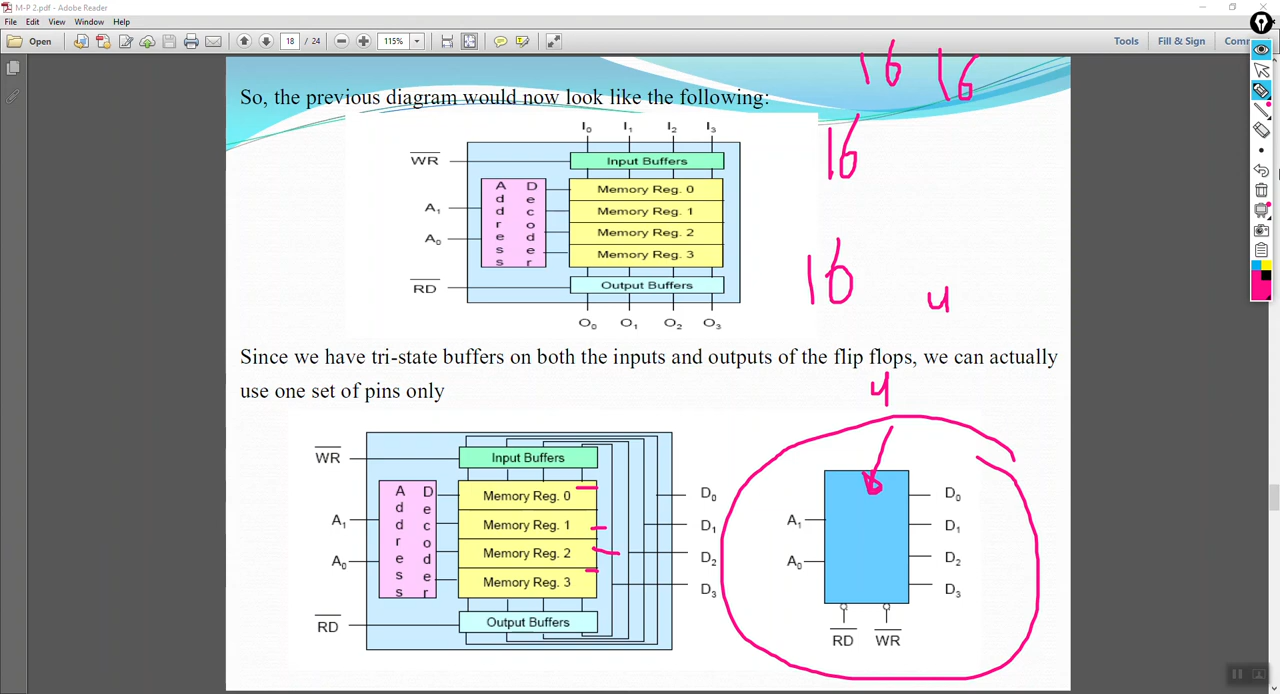 M-P 2.pdf - Adobe Reader
File Edit View Window Help
Open 18 / 24 115% Tools Fill & Sign Comm
16 16
So, the previous diagram would now look like the following:
I0 I1 I2 I3
WR Input Buffers
16
Address Decoder
Memory Reg. 0
A1 Memory Reg. 1
A0 Memory Reg. 2
Memory Reg. 3
RD Output Buffers
16 4
O0 O1 O2 O3
Since we have tri-state buffers on both the inputs and outputs of the flip flops, we can actually
use one set of pins only
4
WR Input Buffers
Address Decoder
Memory Reg. 0 D0
A1 Memory Reg. 1 D1
A0 Memory Reg. 2 D2
Memory Reg. 3 D3
RD Output Buffers
A1 D0
D1
A0 D2
D3
RD WR